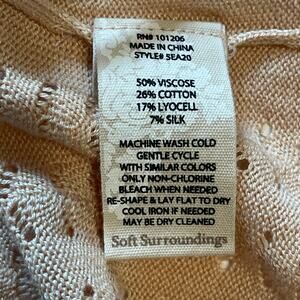 RN# 101206
MADE IN CHINA
STYLE# SEA20
50% VISCOSE
26% COTTON
17% LYOCELL
7% SILK
MACHINE WASH COLD
GENTLE CYCLE
WITH SIMILAR COLORS
ONLY NON-CHLORINE
BLEACH WHEN NEEDED
RE-SHAPE & LAY FLAT TO DRY
COOL IRON IF NEEDED
MAY BE DRY CLEANED
Soft Surroundings